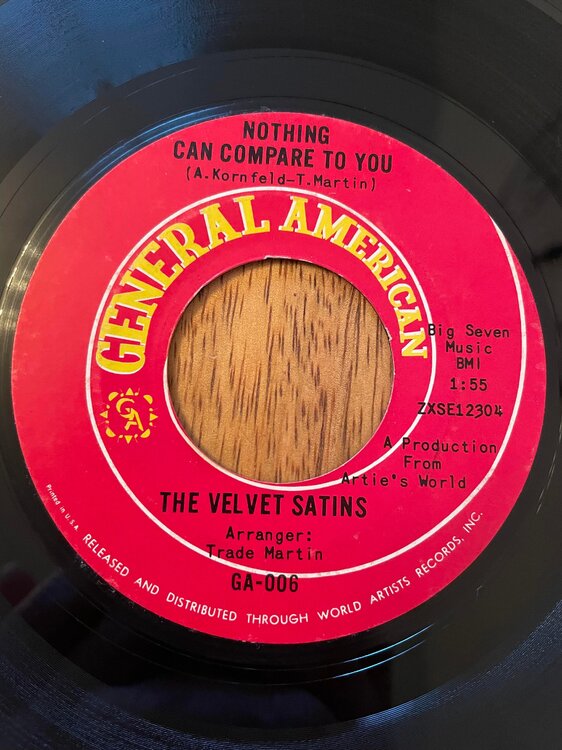 NOTHING
CAN COMPARE TO YOU
(A.Kornfeld-T.Martin)
GENERAL AMERICAN
GA
Big Seven
Music
BMI
1:55
ZXSE12304
A Production
From
Artie's World
THE VELVET SATINS
Arranger:
Trade Martin
GA-006
Printed in U.S.A.
RELEASED AND DISTRIBUTED THROUGH WORLD ARTISTS RECORDS, INC.